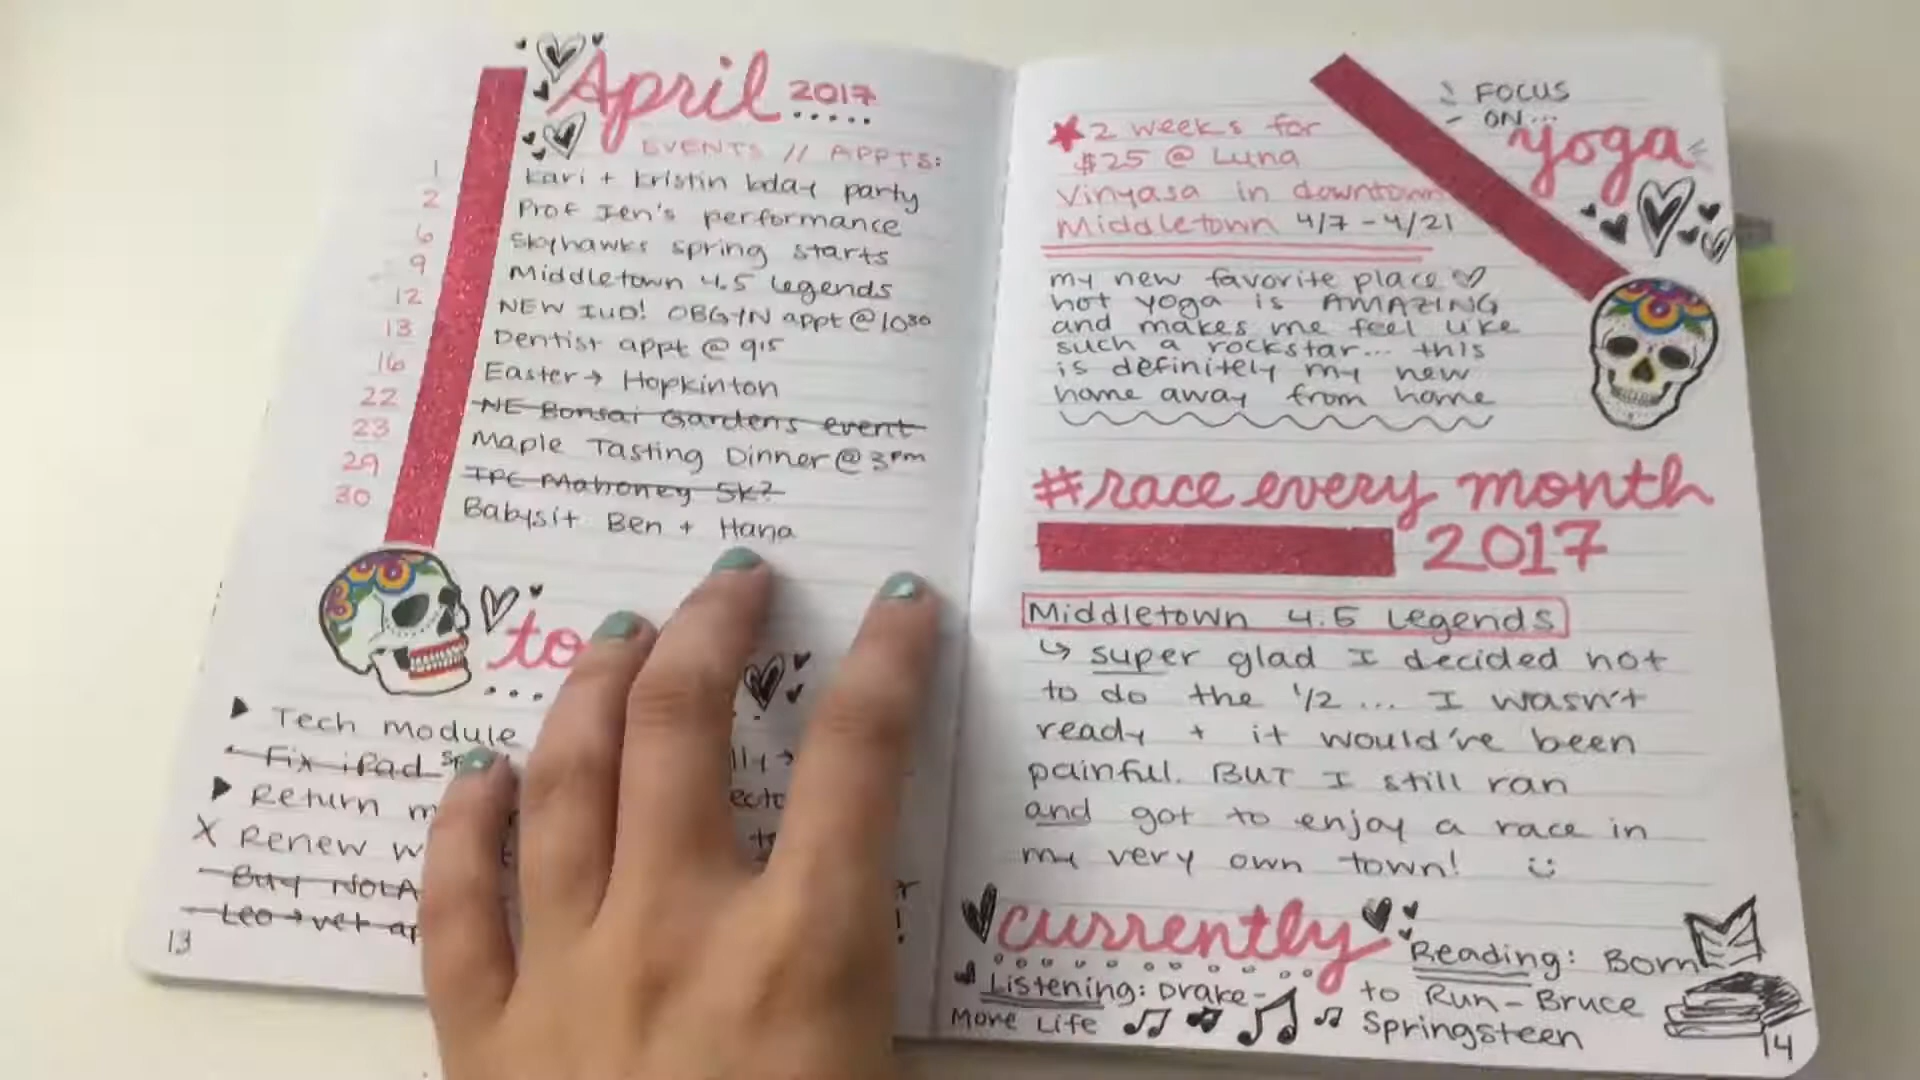 April 2017
EVENTS // APPTS:
1 Kari + Kristin bday party
2 Prof Jen's performance
6 Skyhawks spring starts
9 Middletown 4.5 Legends
12 NEW IUD! OBGYN appt @ 1030
13 Dentist appt @ 915
16 Easter → Hopkinton
22 NE Bonsai Gardens event
23 Maple Tasting Dinner @ 3pm
29 Mahoney 5k?
30 Babysit Ben + Hana
to
▶ Tech module
Fix iPad
▶ Return
X Renew
Buy NOLA
Leo → vet
13
FOCUS
ON...
yoga
★ 2 weeks for
$25 @ Luna
Vinyasa in downtown
Middletown 4/7 - 4/21
my new favorite place ♡
hot yoga is AMAZING
and makes me feel like
such a rockstar... this
is definitely my new
home away from home
#race every month
2017
Middletown 4.5 Legends
↳ super glad I decided not
to do the 1/2 ... I wasn't
ready + it would've been
painful. BUT I still ran
and got to enjoy a race in
my very own town! :)
currently
Listening: Drake -
More Life
Reading: Born
to Run - Bruce
Springsteen
14